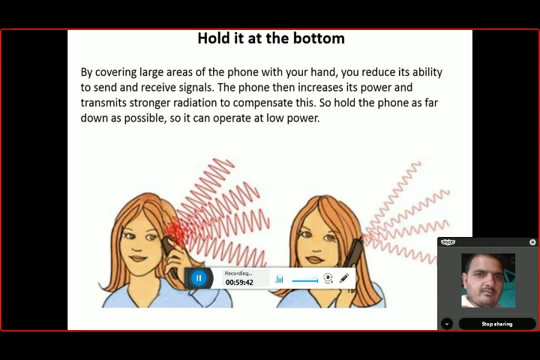 Hold it at the bottom
By covering large areas of the phone with your hand, you reduce its ability
to send and receive signals. The phone then increases its power and
transmits stronger radiation to compensate this. So hold the phone as far
down as possible, so it can operate at low power.
skype
Recording...
00:59:42
Stop sharing